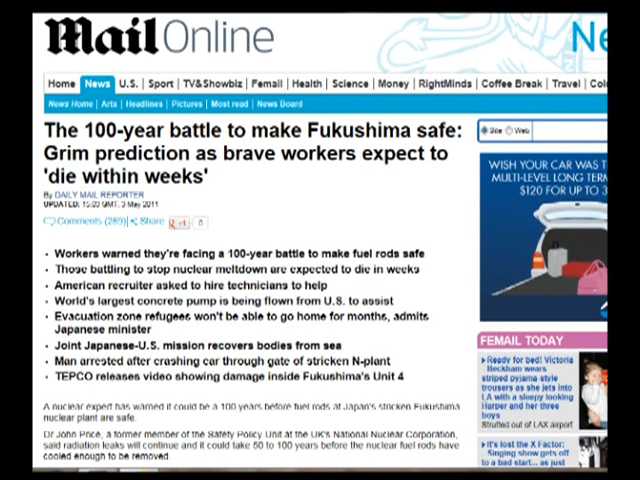 Mail Online
Ne
Home News U.S. Sport TV&Showbiz Femail Health Science Money RightMinds Coffee Break Travel Col
News Home Arts Headlines Pictures Most read News Board
The 100-year battle to make Fukushima safe:
Grim prediction as brave workers expect to
'die within weeks'
By DAILY MAIL REPORTER
UPDATED: GMT, May 2011
Comments (269) Share +1 0
Workers warned they're facing a 100-year battle to make fuel rods safe
Those battling to stop nuclear meltdown are expected to die in weeks
American recruiter asked to hire technicians to help
World's largest concrete pump is being flown from U.S. to assist
Evacuation zone refugees won't be able to go home for months, admits
Japanese minister
Joint Japanese-U.S. mission recovers bodies from sea
Man arrested after crashing car through gate of stricken N-plant
TEPCO releases video showing damage inside Fukushima's Unit 4
A nuclear expert has warned it could be a 100 years before fuel rods at Japan's stricken Fukushima
nuclear plant are safe.
Dr John Price, a former member of the Safety Policy Unit at the UK's National Nuclear Corporation,
said radiation leaks will continue and it could take 50 to 100 years before the nuclear fuel rods have
cooled enough to be removed.
Site Web
WISH YOUR CAR WAS T
MULTI-LEVEL LONG TERM
$120 FOR UP TO 3
FEMAIL TODAY
Ready for bed! Victoria
Beckham wears
striped pyjama-style
trousers as she jets into
LA with a sleepy looking
Harper and her three
boys
Strutted out of LAX airport
It's lost the X Factor:
Singing show gets off
to a bad start... as just